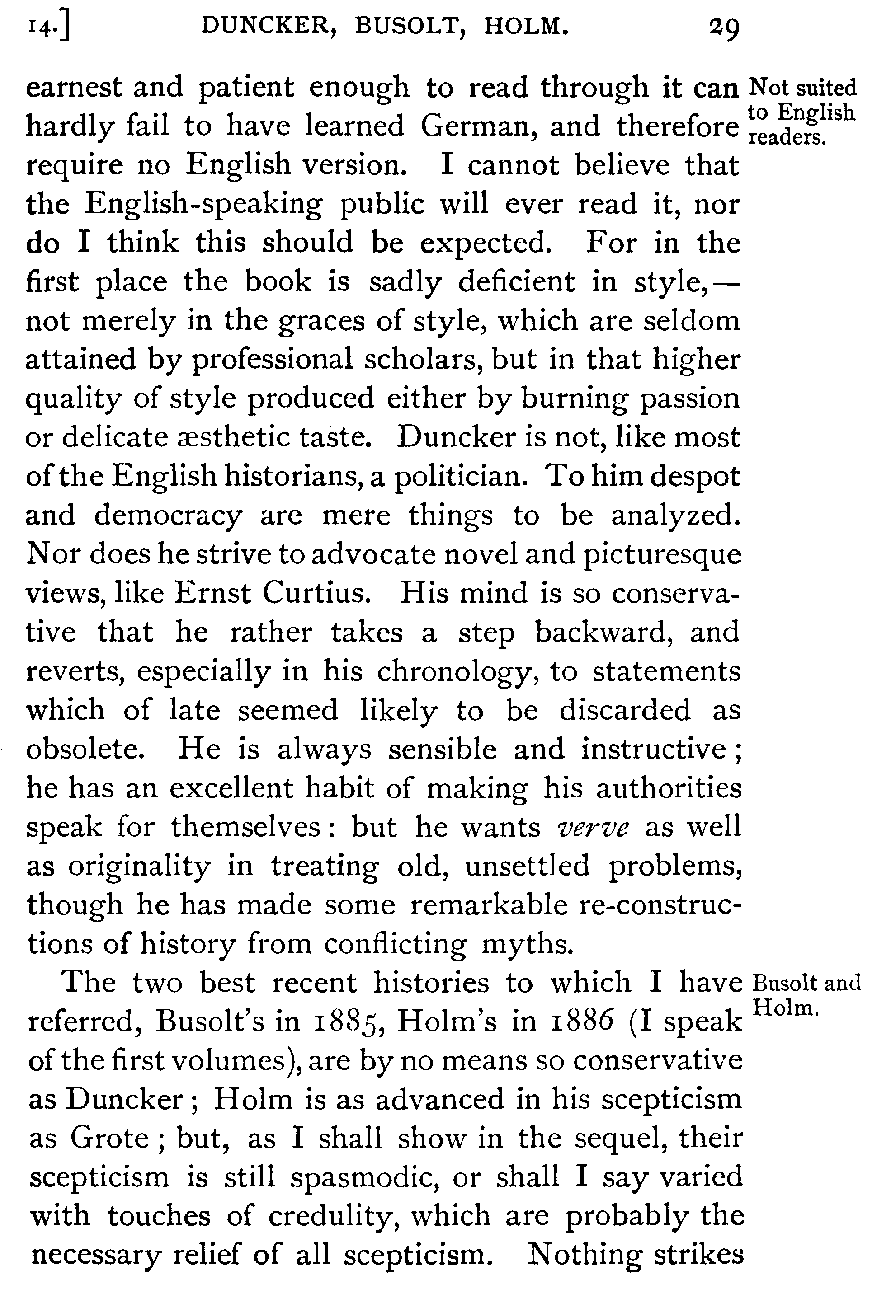 14.] DUNCKER, BUSOLT, HOLM. 29
earnest and patient enough to read through it can
hardly fail to have learned German, and therefore
require no English version. I cannot believe that
the English-speaking public will ever read it, nor
do I think this should be expected. For in the
first place the book is sadly deficient in style,—
not merely in the graces of style, which are seldom
attained by professional scholars, but in that higher
quality of style produced either by burning passion
or delicate æsthetic taste. Duncker is not, like most
of the English historians, a politician. To him despot
and democracy are mere things to be analyzed.
Nor does he strive to advocate novel and picturesque
views, like Ernst Curtius. His mind is so conserva-
tive that he rather takes a step backward, and
reverts, especially in his chronology, to statements
which of late seemed likely to be discarded as
obsolete. He is always sensible and instructive;
he has an excellent habit of making his authorities
speak for themselves: but he wants verve as well
as originality in treating old, unsettled problems,
though he has made some remarkable re-construc-
tions of history from conflicting myths.
The two best recent histories to which I have
referred, Busolt's in 1885, Holm's in 1886 (I speak
of the first volumes), are by no means so conservative
as Duncker; Holm is as advanced in his scepticism
as Grote; but, as I shall show in the sequel, their
scepticism is still spasmodic, or shall I say varied
with touches of credulity, which are probably the
necessary relief of all scepticism. Nothing strikes
Not suited
to English
readers.
Busolt and
Holm.